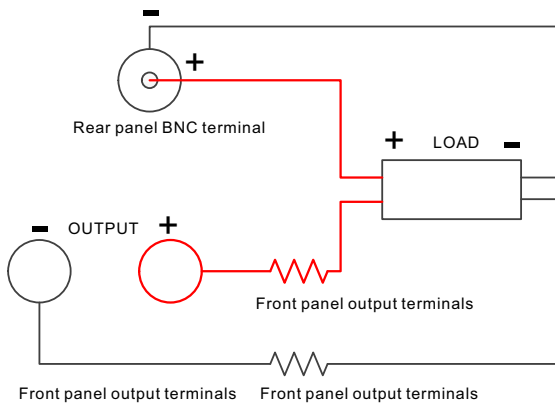 -
+
Rear panel BNC terminal
+ LOAD -
- OUTPUT +
Front panel output terminals
Front panel output terminals Front panel output terminals